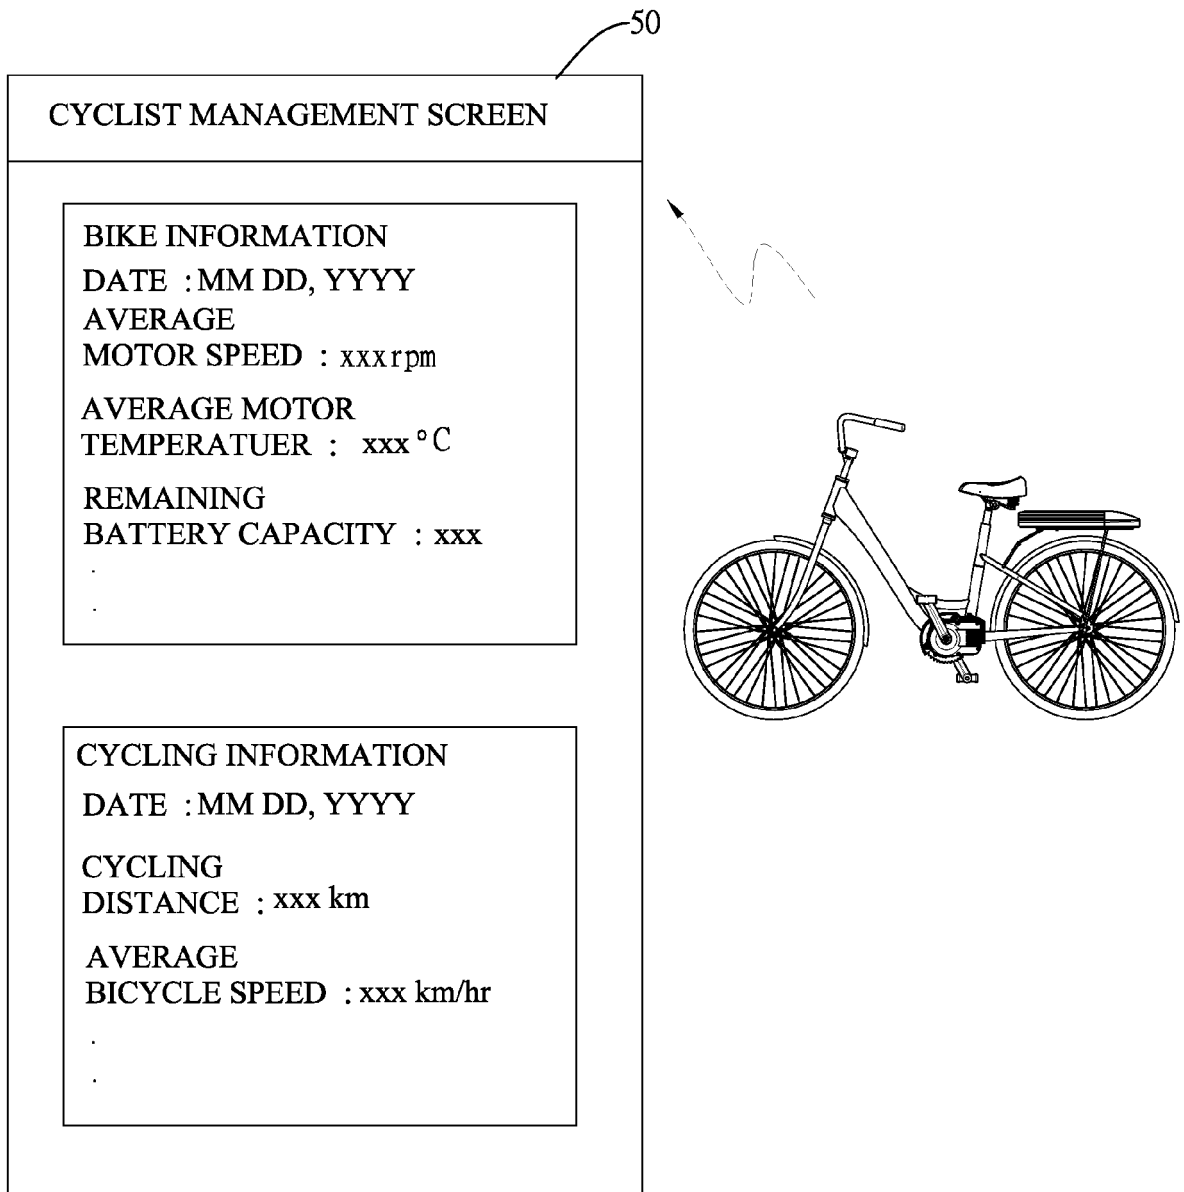 50
CYCLIST MANAGEMENT SCREEN
BIKE INFORMATION
DATE : MM DD, YYYY
AVERAGE
MOTOR SPEED : xxxrpm
AVERAGE MOTOR
TEMPERATUER : xxx°C
REMAINING
BATTERY CAPACITY : xxx
.
.
CYCLING INFORMATION
DATE : MM DD, YYYY
CYCLING
DISTANCE : xxx km
AVERAGE
BICYCLE SPEED : xxx km/hr
.
.